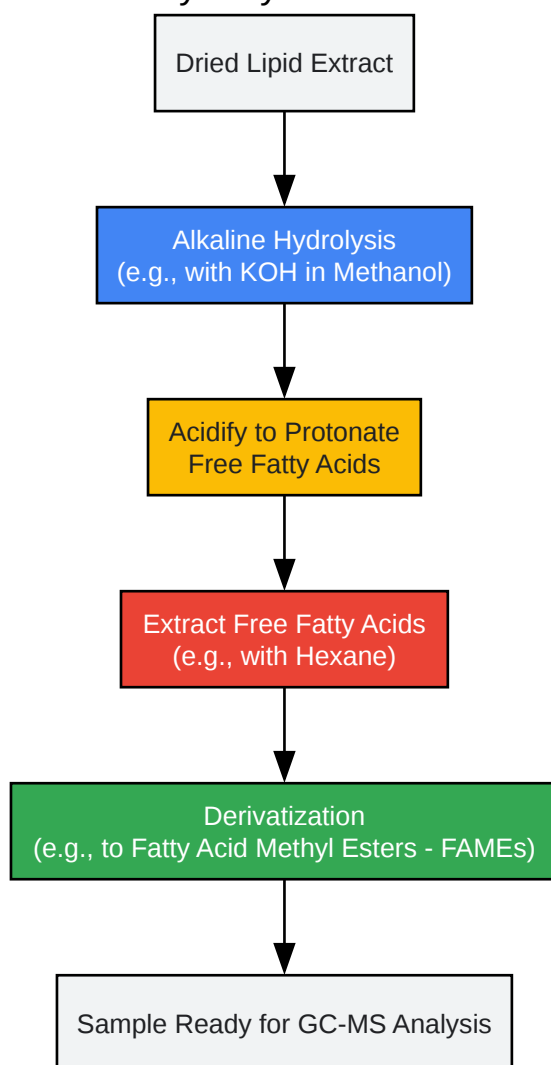 Dried Lipid Extract
Alkaline Hydrolysis
(e.g., with KOH in Methanol)
Acidify to Protonate
Free Fatty Acids
Extract Free Fatty Acids
(e.g., with Hexane)
Derivatization
(e.g., to Fatty Acid Methyl Esters - FAMEs)
Sample Ready for GC-MS Analysis